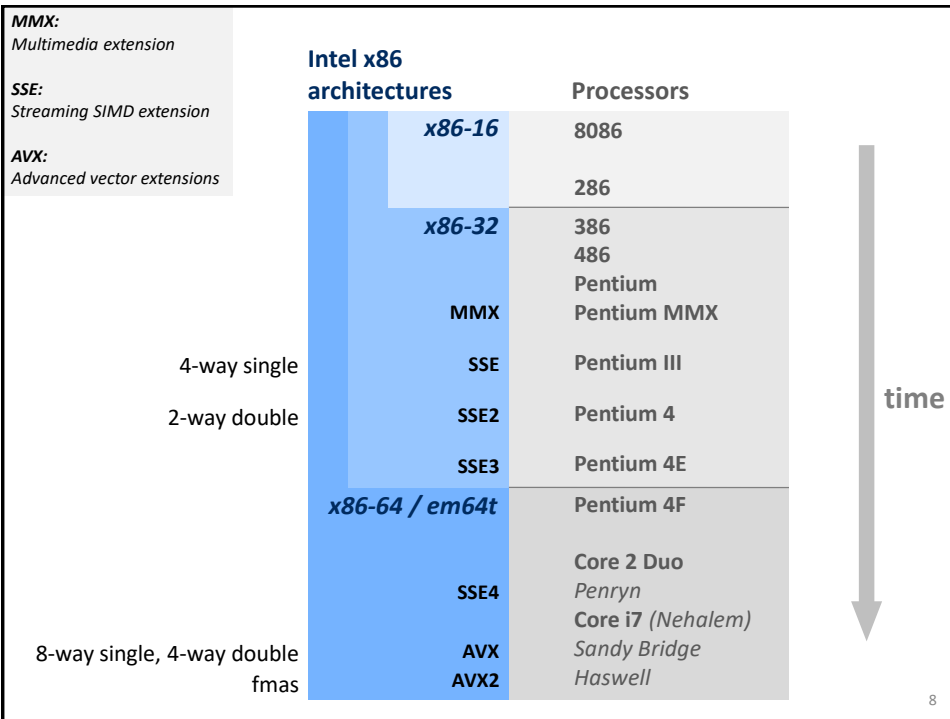 MMX:
Multimedia extension
SSE:
Streaming SIMD extension
AVX:
Advanced vector extensions
Intel x86
architectures
Processors
x86-16
8086
286
x86-32
386
486
Pentium
MMX
Pentium MMX
4-way single
SSE
Pentium III
2-way double
SSE2
Pentium 4
SSE3
Pentium 4E
time
x86-64 / em64t
Pentium 4F
Core 2 Duo
SSE4
Penryn
Core i7 (Nehalem)
8-way single, 4-way double
AVX
Sandy Bridge
fmas
AVX2
Haswell
8